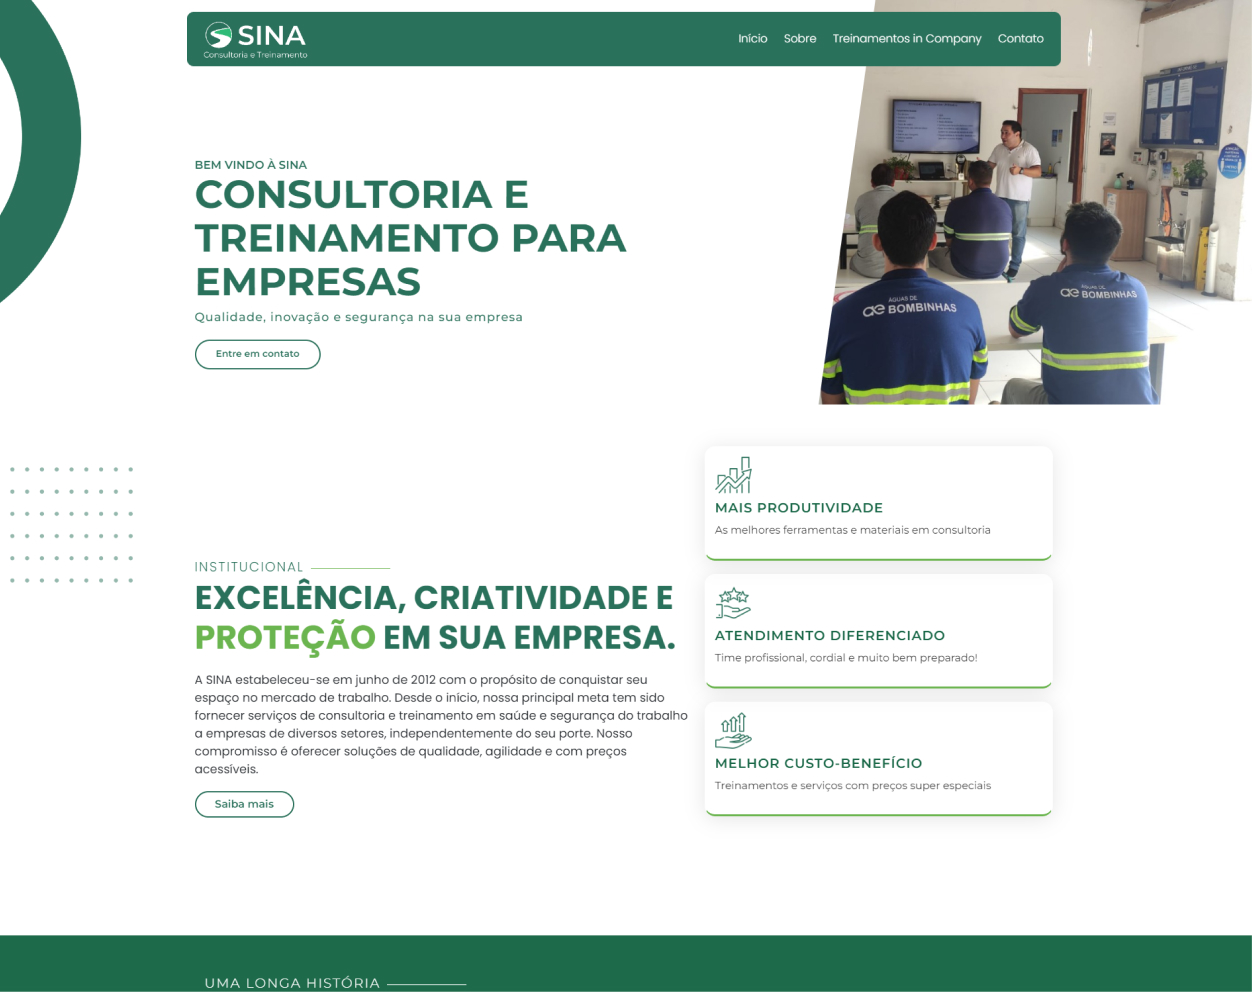 SINA
Consultoria e Treinamento
Início
Sobre
Treinamentos in Company
Contato
BEM VINDO À SINA
CONSULTORIA E
TREINAMENTO PARA
EMPRESAS
Qualidade, inovação e segurança na sua empresa
Entre em contato
ÁGUAS DE
ae BOMBINHAS
ÁGUAS DE
ae BOMBINHAS
MAIS PRODUTIVIDADE
As melhores ferramentas e materiais em consultoria
ATENDIMENTO DIFERENCIADO
Time profissional, cordial e muito bem preparado!
MELHOR CUSTO-BENEFÍCIO
Treinamentos e serviços com preços super especiais
INSTITUCIONAL
EXCELÊNCIA, CRIATIVIDADE E
PROTEÇÃO EM SUA EMPRESA.
A SINA estabeleceu-se em junho de 2012 com o propósito de conquistar seu
espaço no mercado de trabalho. Desde o início, nossa principal meta tem sido
fornecer serviços de consultoria e treinamento em saúde e segurança do trabalho
a empresas de diversos setores, independentemente do seu porte. Nosso
compromisso é oferecer soluções de qualidade, agilidade e com preços
acessíveis.
Saiba mais
UMA LONGA HISTÓRIA